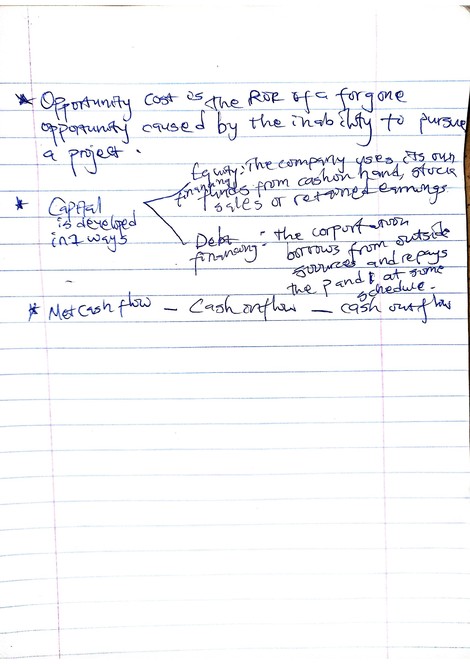 * Opportunity cost is the ROR of a forgone
opportunity caused by the inability to pursue
a project.
* Capital
is developed
in 2 ways
Equity financing: The company uses its own
funds from cash on hand, stock
sales or retained earnings
Debt financing: the corportation
borrows from outside
sources and repays
the P and I at some
schedule.
* Net cash flow - Cash inflow - cash outflow